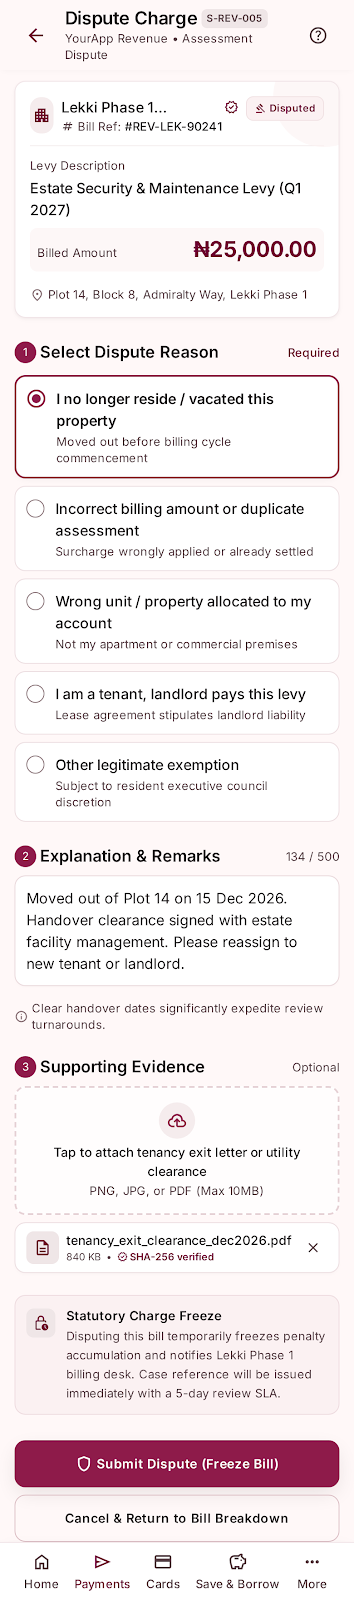 Dispute Charge S-REV-005
YourApp Revenue • Assessment
Dispute
Lekki Phase 1...
Disputed
# Bill Ref: #REV-LEK-90241
Levy Description
Estate Security & Maintenance Levy (Q1
2027)
Billed Amount ₦25,000.00
Plot 14, Block 8, Admiralty Way, Lekki Phase 1
1 Select Dispute Reason Required
I no longer reside / vacated this
property
Moved out before billing cycle
commencement
Incorrect billing amount or duplicate
assessment
Surcharge wrongly applied or already settled
Wrong unit / property allocated to my
account
Not my apartment or commercial premises
I am a tenant, landlord pays this levy
Lease agreement stipulates landlord liability
Other legitimate exemption
Subject to resident executive council
discretion
2 Explanation & Remarks 134 / 500
Moved out of Plot 14 on 15 Dec 2026.
Handover clearance signed with estate
facility management. Please reassign to
new tenant or landlord.
Clear handover dates significantly expedite review
turnarounds.
3 Supporting Evidence Optional
Tap to attach tenancy exit letter or utility
clearance
PNG, JPG, or PDF (Max 10MB)
tenancy_exit_clearance_dec2026.pdf
840 KB • SHA-256 verified
Statutory Charge Freeze
Disputing this bill temporarily freezes penalty
accumulation and notifies Lekki Phase 1
billing desk. Case reference will be issued
immediately with a 5-day review SLA.
Submit Dispute (Freeze Bill)
Cancel & Return to Bill Breakdown
Home Payments Cards Save & Borrow More